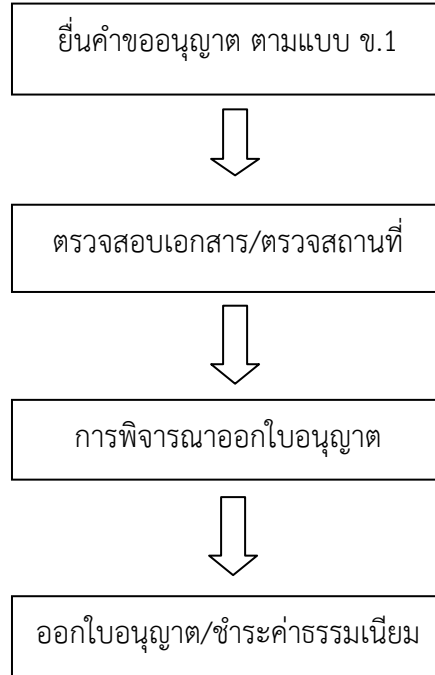 ยื่นคำขออนุญาต ตามแบบ ข.1
ตรวจสอบเอกสาร/ตรวจสถานที่
การพิจารณาออกใบอนุญาต
ออกใบอนุญาต/ชำระค่าธรรมเนียม